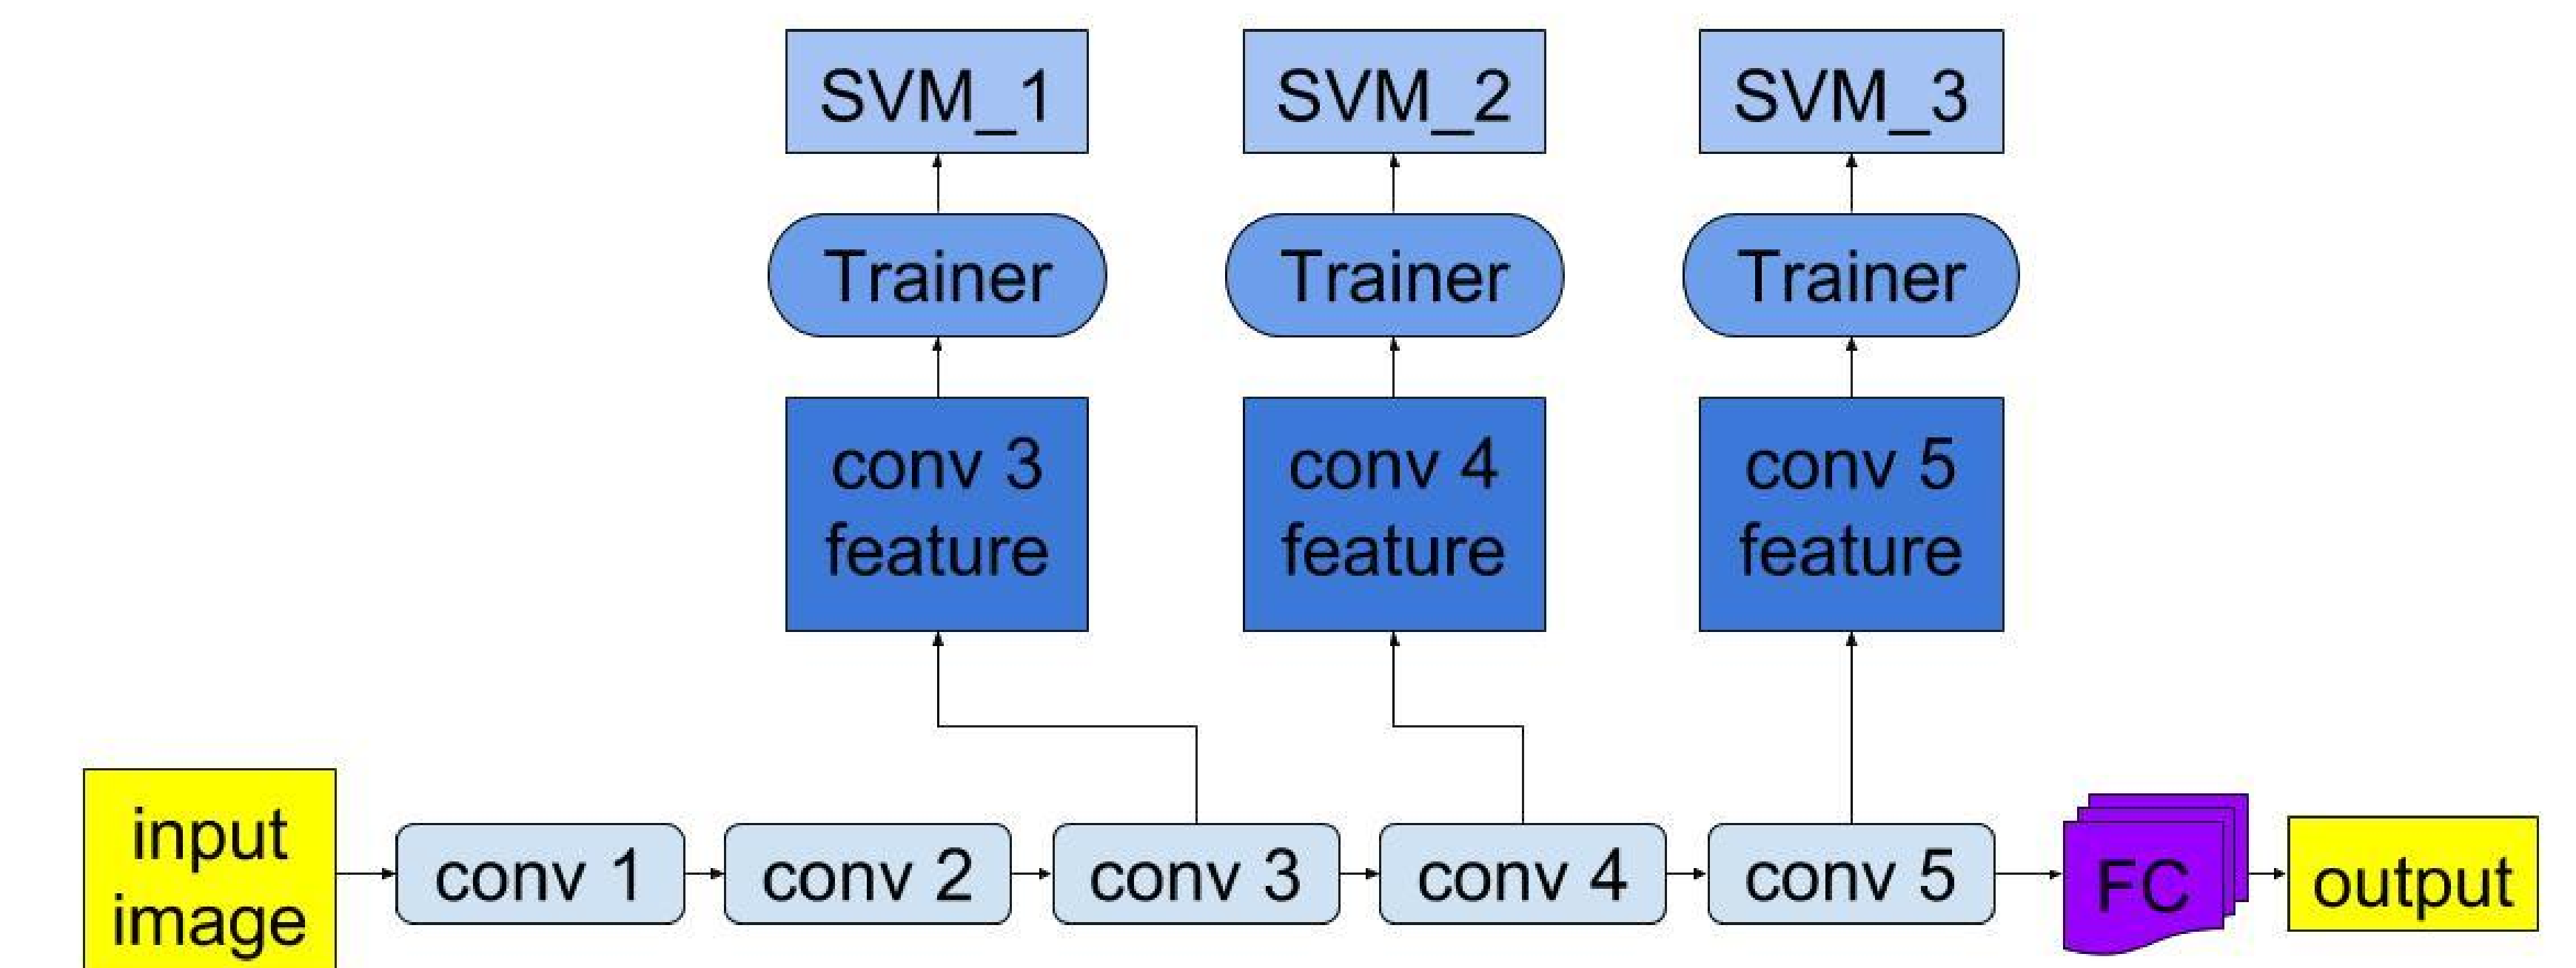 SVM_1
SVM_2
SVM_3
Trainer
Trainer
Trainer
conv 3
feature
conv 4
feature
conv 5
feature
input
image
conv 1
conv 2
conv 3
conv 4
conv 5
FC
output